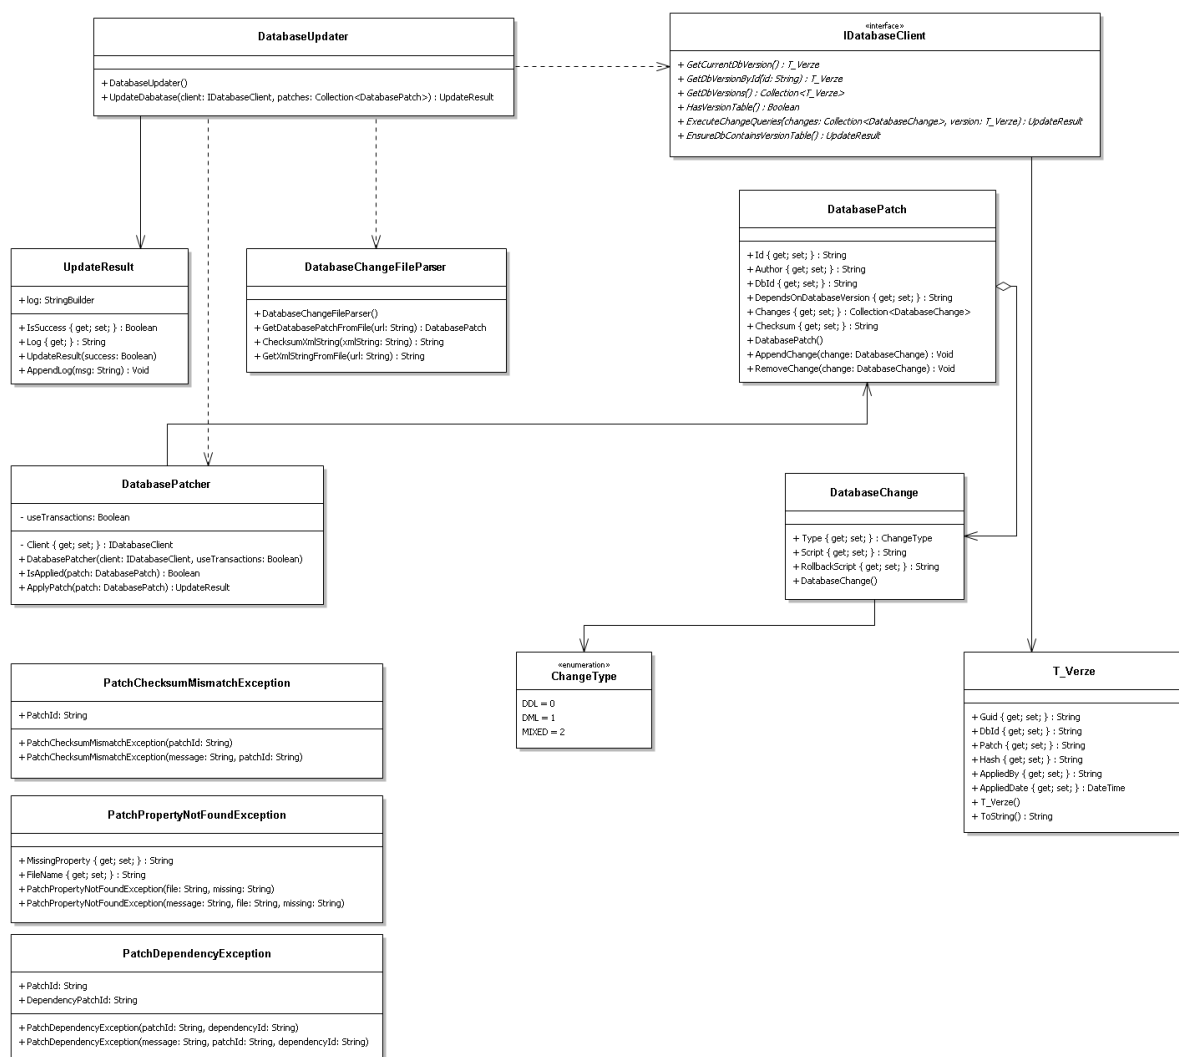 DatabaseUpdater
+ DatabaseUpdater()
+ UpdateDabatase(client: IDatabaseClient, patches: Collection<DatabasePatch>) : UpdateResult
«interface»
IDatabaseClient
+ GetCurrentDbVersion() : T_Verze
+ GetDbVersionById(id: String) : T_Verze
+ GetDbVersions() : Collection<T_Verze>
+ HasVersionTable() : Boolean
+ ExecuteChangeQueries(changes: Collection<DatabaseChange>, version: T_Verze) : UpdateResult
+ EnsureDbContainsVersionTable() : UpdateResult
UpdateResult
+ log: StringBuilder
+ IsSuccess { get; set; } : Boolean
+ Log { get; } : String
+ UpdateResult(success: Boolean)
+ AppendLog(msg: String) : Void
DatabaseChangeFileParser
+ DatabaseChangeFileParser()
+ GetDatabasePatchFromFile(url: String) : DatabasePatch
+ ChecksumXmlString(xmlString: String) : String
+ GetXmlStringFromFile(url: String) : String
DatabasePatch
+ Id { get; set; } : String
+ Author { get; set; } : String
+ DbId { get; set; } : String
+ DependsOnDatabaseVersion { get; set; } : String
+ Changes { get; set; } : Collection<DatabaseChange>
+ Checksum { get; set; } : String
+ DatabasePatch()
+ AppendChange(change: DatabaseChange) : Void
+ RemoveChange(change: DatabaseChange) : Void
DatabasePatcher
- useTransactions: Boolean
- Client { get; set; } : IDatabaseClient
+ DatabasePatcher(client: IDatabaseClient, useTransactions: Boolean)
+ IsApplied(patch: DatabasePatch) : Boolean
+ ApplyPatch(patch: DatabasePatch) : UpdateResult
DatabaseChange
+ Type { get; set; } : ChangeType
+ Script { get; set; } : String
+ RollbackScript { get; set; } : String
+ DatabaseChange()
«enumeration»
ChangeType
DDL = 0
DML = 1
MIXED = 2
T_Verze
+ Guid { get; set; } : String
+ DbId { get; set; } : String
+ Patch { get; set; } : String
+ Hash { get; set; } : String
+ AppliedBy { get; set; } : String
+ AppliedDate { get; set; } : DateTime
+ T_Verze()
+ ToString() : String
PatchChecksumMismatchException
+ PatchId: String
+ PatchChecksumMismatchException(patchId: String)
+ PatchChecksumMismatchException(message: String, patchId: String)
PatchPropertyNotFoundException
+ MissingProperty { get; set; } : String
+ FileName { get; set; } : String
+ PatchPropertyNotFoundException(file: String, missing: String)
+ PatchPropertyNotFoundException(message: String, file: String, missing: String)
PatchDependencyException
+ PatchId: String
+ DependencyPatchId: String
+ PatchDependencyException(patchId: String, dependencyId: String)
+ PatchDependencyException(message: String, patchId: String, dependencyId: String)